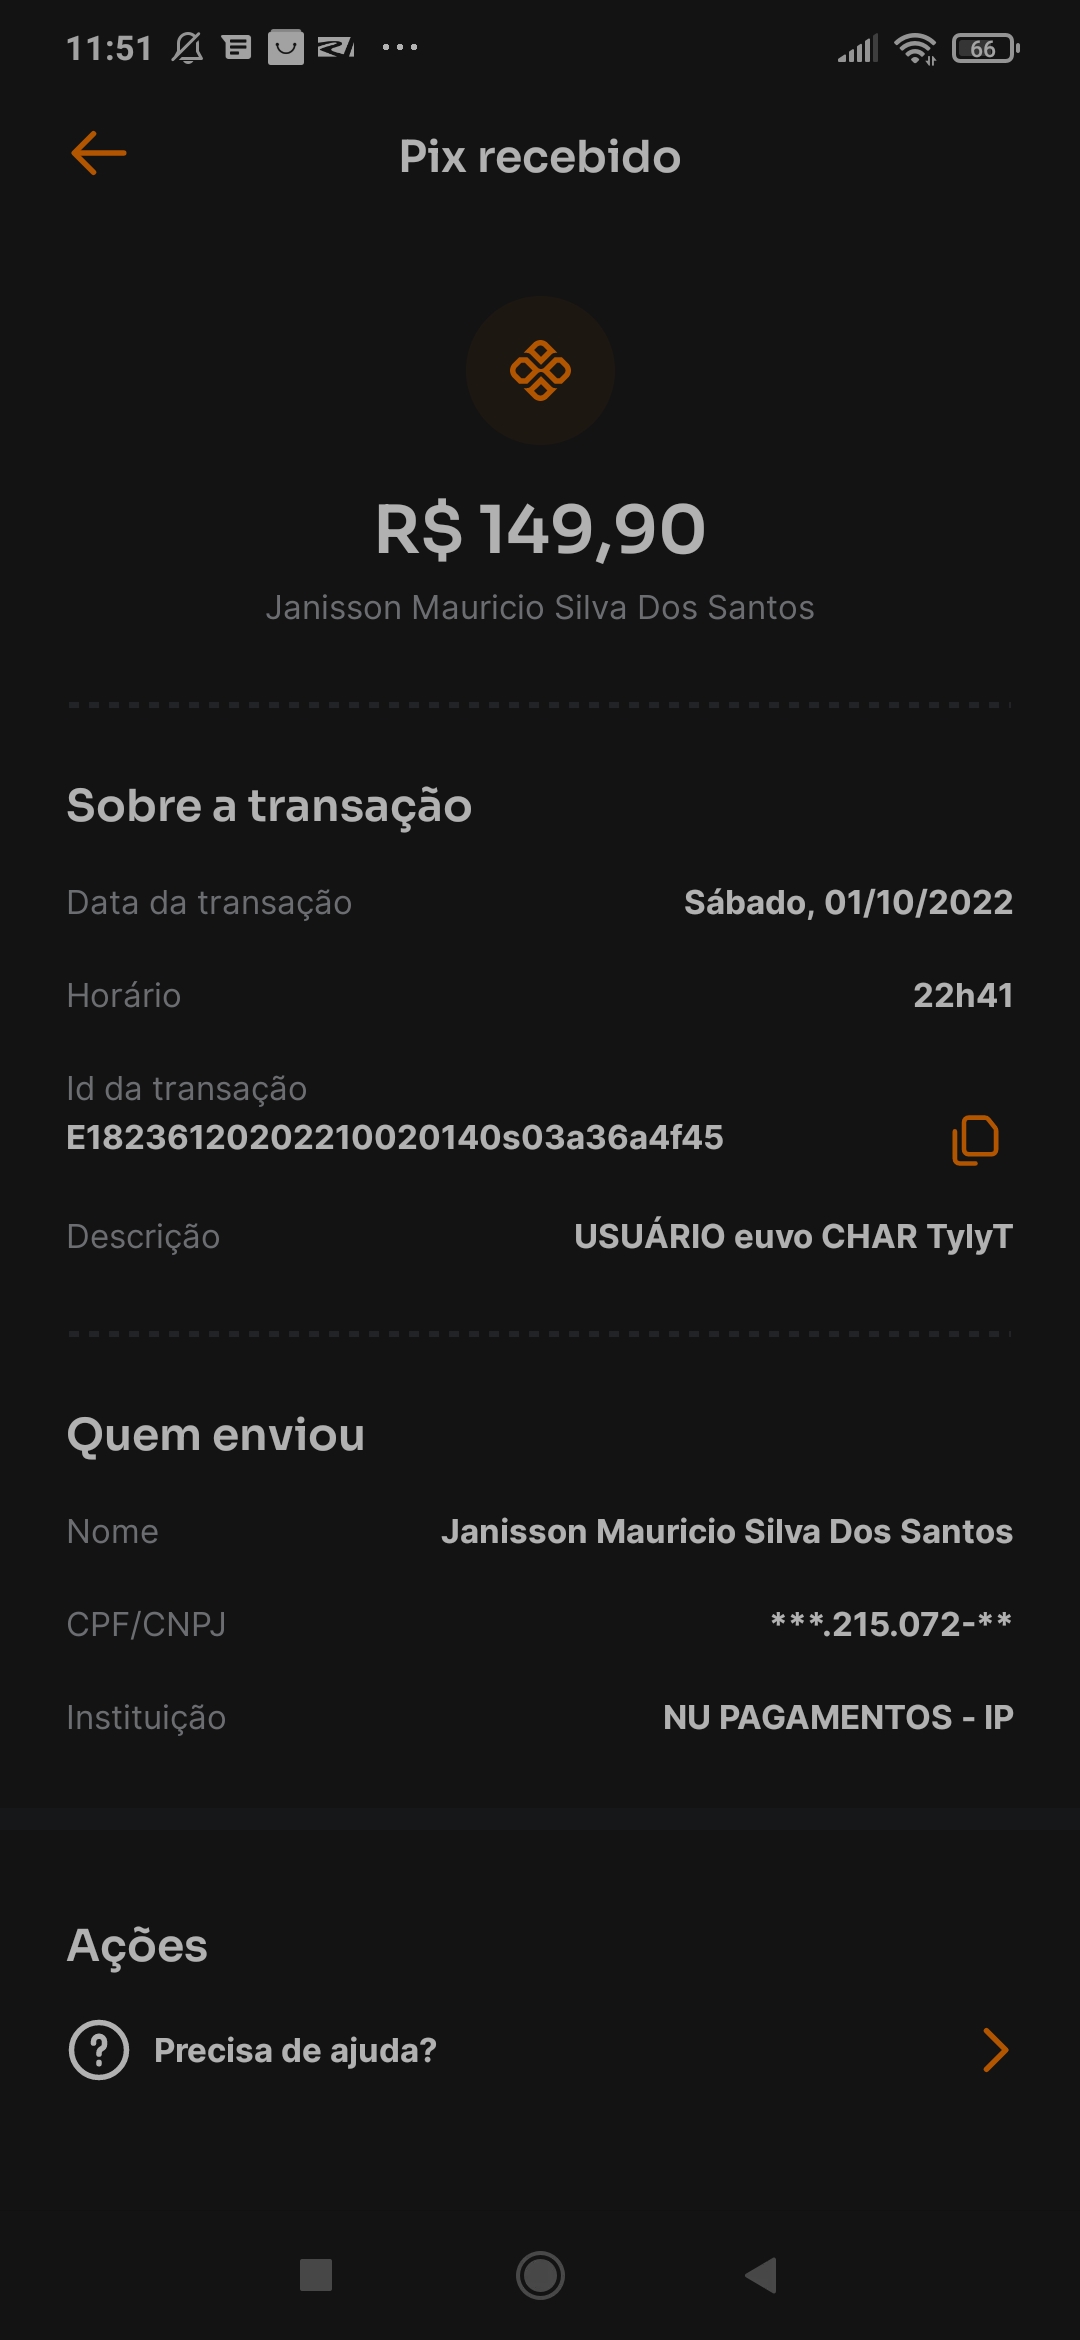 11:51
66
Pix recebido
R$ 149,90
Janisson Mauricio Silva Dos Santos
Sobre a transação
Data da transação Sábado, 01/10/2022
Horário 22h41
Id da transação
E18236120202210020140s03a36a4f45
Descrição USUÁRIO euvo CHAR TylyT
Quem enviou
Nome Janisson Mauricio Silva Dos Santos
CPF/CNPJ ***.215.072-**
Instituição NU PAGAMENTOS - IP
Ações
Precisa de ajuda?